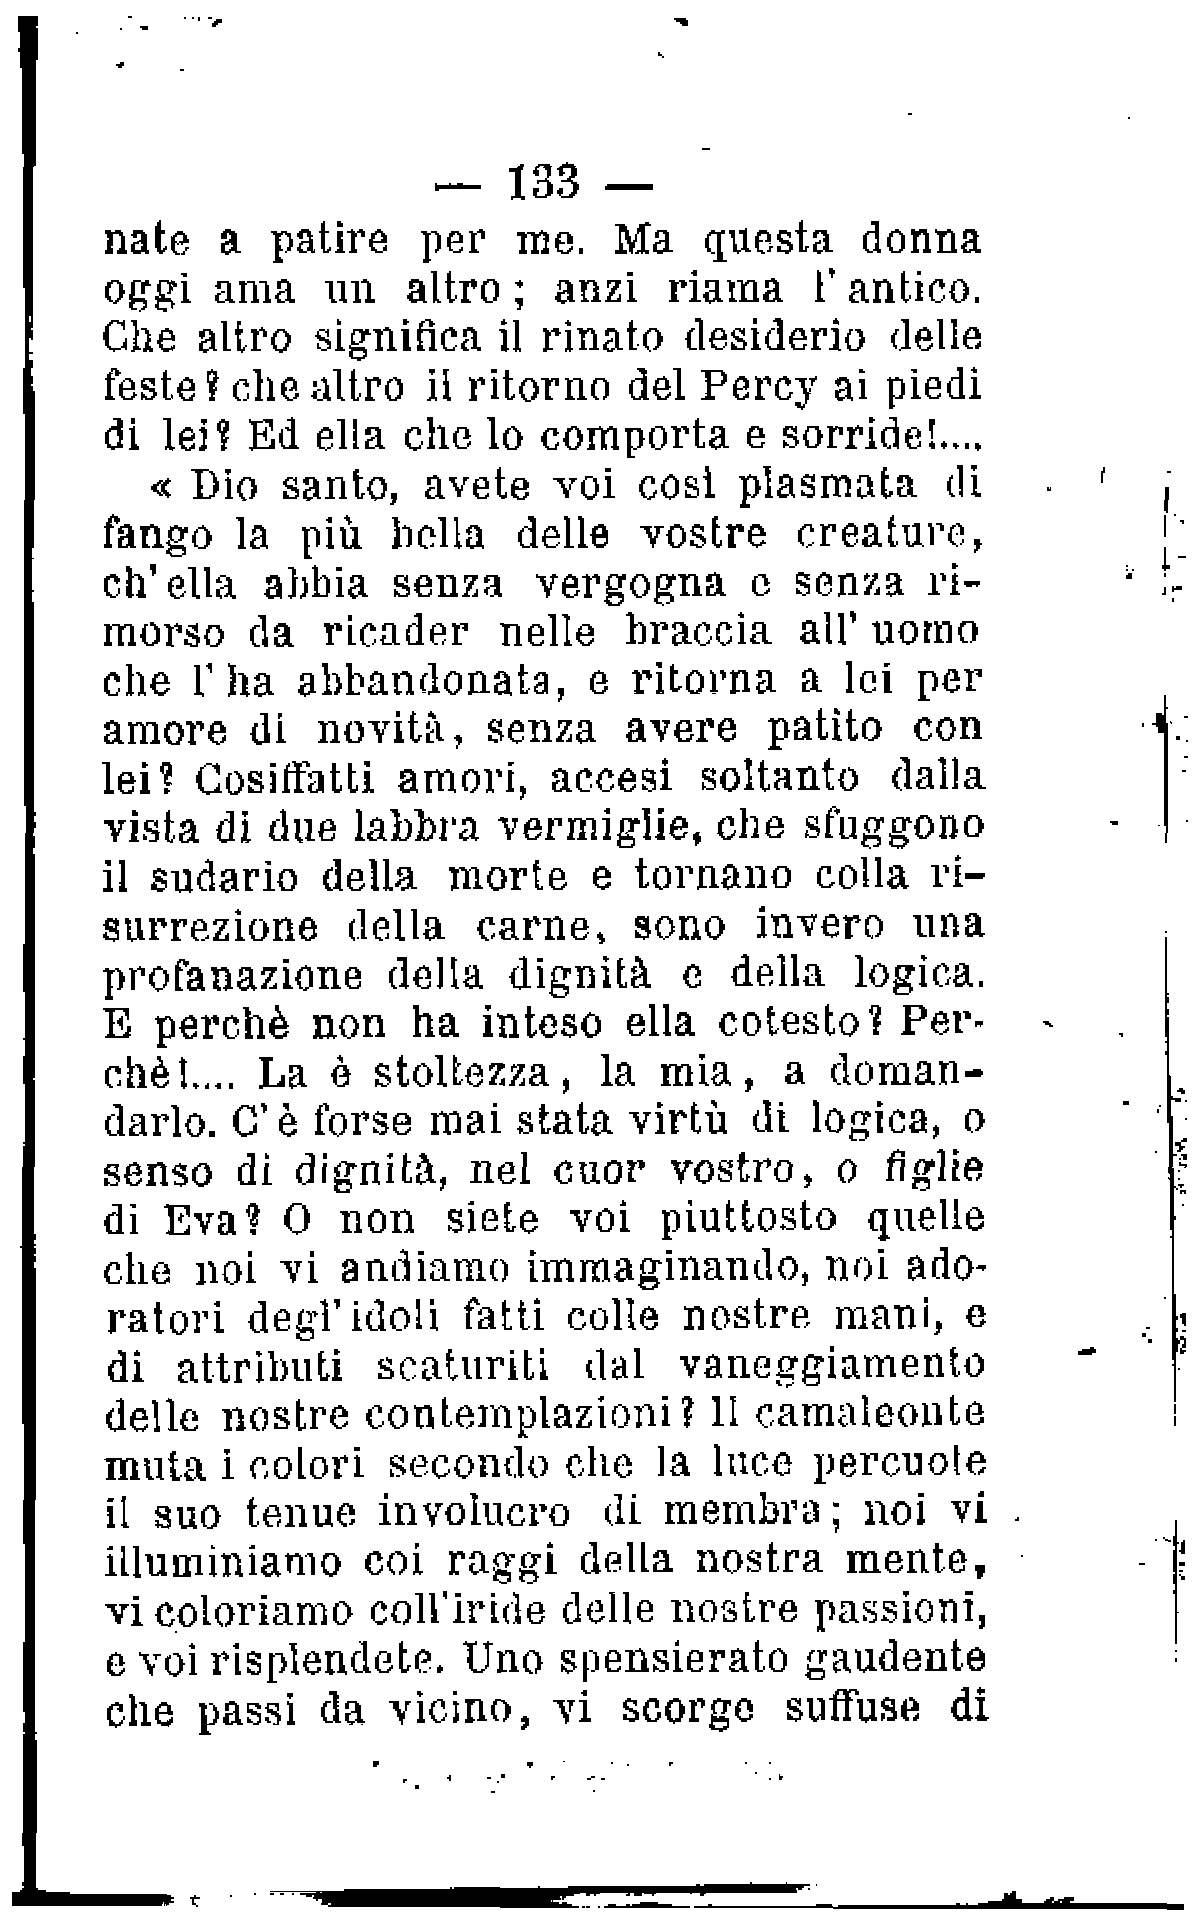 — 133 —
nate a patire per me. Ma questa donna
oggi ama un altro; anzi riama l'antico.
Che altro significa il rinato desiderio delle
feste? che altro il ritorno del Percy ai piedi
di lei? Ed ella che lo comporta e sorride!....
« Dio santo, avete voi così plasmata di
fango la più bella delle vostre creature,
ch'ella abbia senza vergogna e senza ri-
morso da ricader nelle braccia all'uomo
che l'ha abbandonata, e ritorna a lei per
amore di novità, senza avere patito con
lei? Cosiffatti amori, accesi soltanto dalla
vista di due labbra vermiglie, che sfuggono
il sudario della morte e tornano colla ri-
surrezione della carne, sono invero una
profanazione della dignità e della logica.
E perchè non ha inteso ella cotesto? Per-
chè!.... La è stoltezza, la mia, a doman-
darlo. C'è forse mai stata virtù di logica, o
senso di dignità, nel cuor vostro, o figlie
di Eva? O non siete voi piuttosto quelle
che noi vi andiamo immaginando, noi ado-
ratori degl'idoli fatti colle nostre mani, e
di attributi scaturiti dal vaneggiamento
delle nostre contemplazioni? Il camaleonte
muta i colori secondo che la luce percuote
il suo tenue involucro di membra; noi vi
illuminiamo coi raggi della nostra mente,
vi coloriamo coll'iride delle nostre passioni,
e voi risplendete. Uno spensierato gaudente
che passi da vicino, vi scorge suffuse di